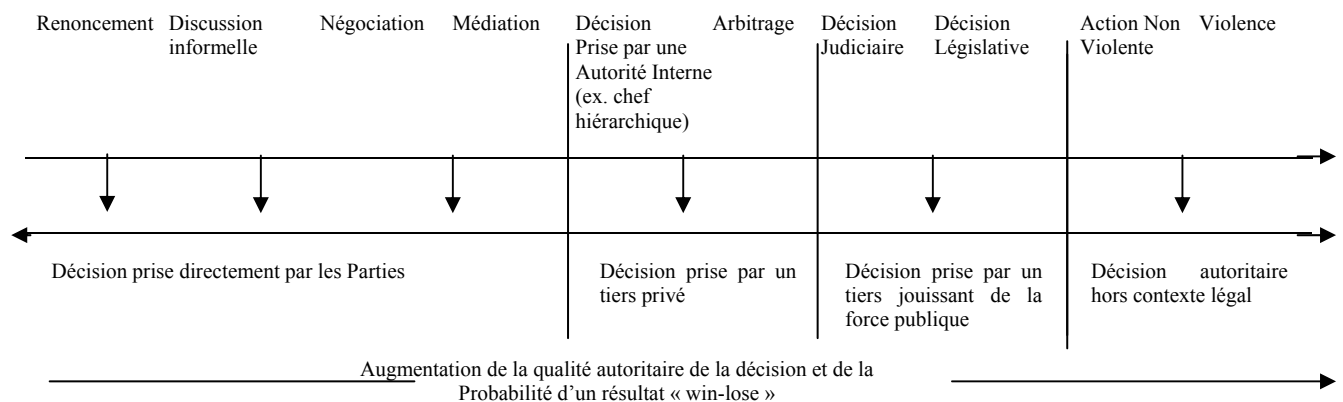 Renoncement
Discussion
informelle
Négociation
Médiation
Décision
Prise par une
Autorité Interne
(ex. chef
hiérarchique)
Arbitrage
Décision
Judiciaire
Décision
Législative
Action Non
Violente
Violence
Décision prise directement par les Parties
Décision prise par un
tiers privé
Décision prise par un
tiers jouissant de la
force publique
Décision autoritaire
hors contexte légal
Augmentation de la qualité autoritaire de la décision et de la
Probabilité d’un résultat « win-lose »